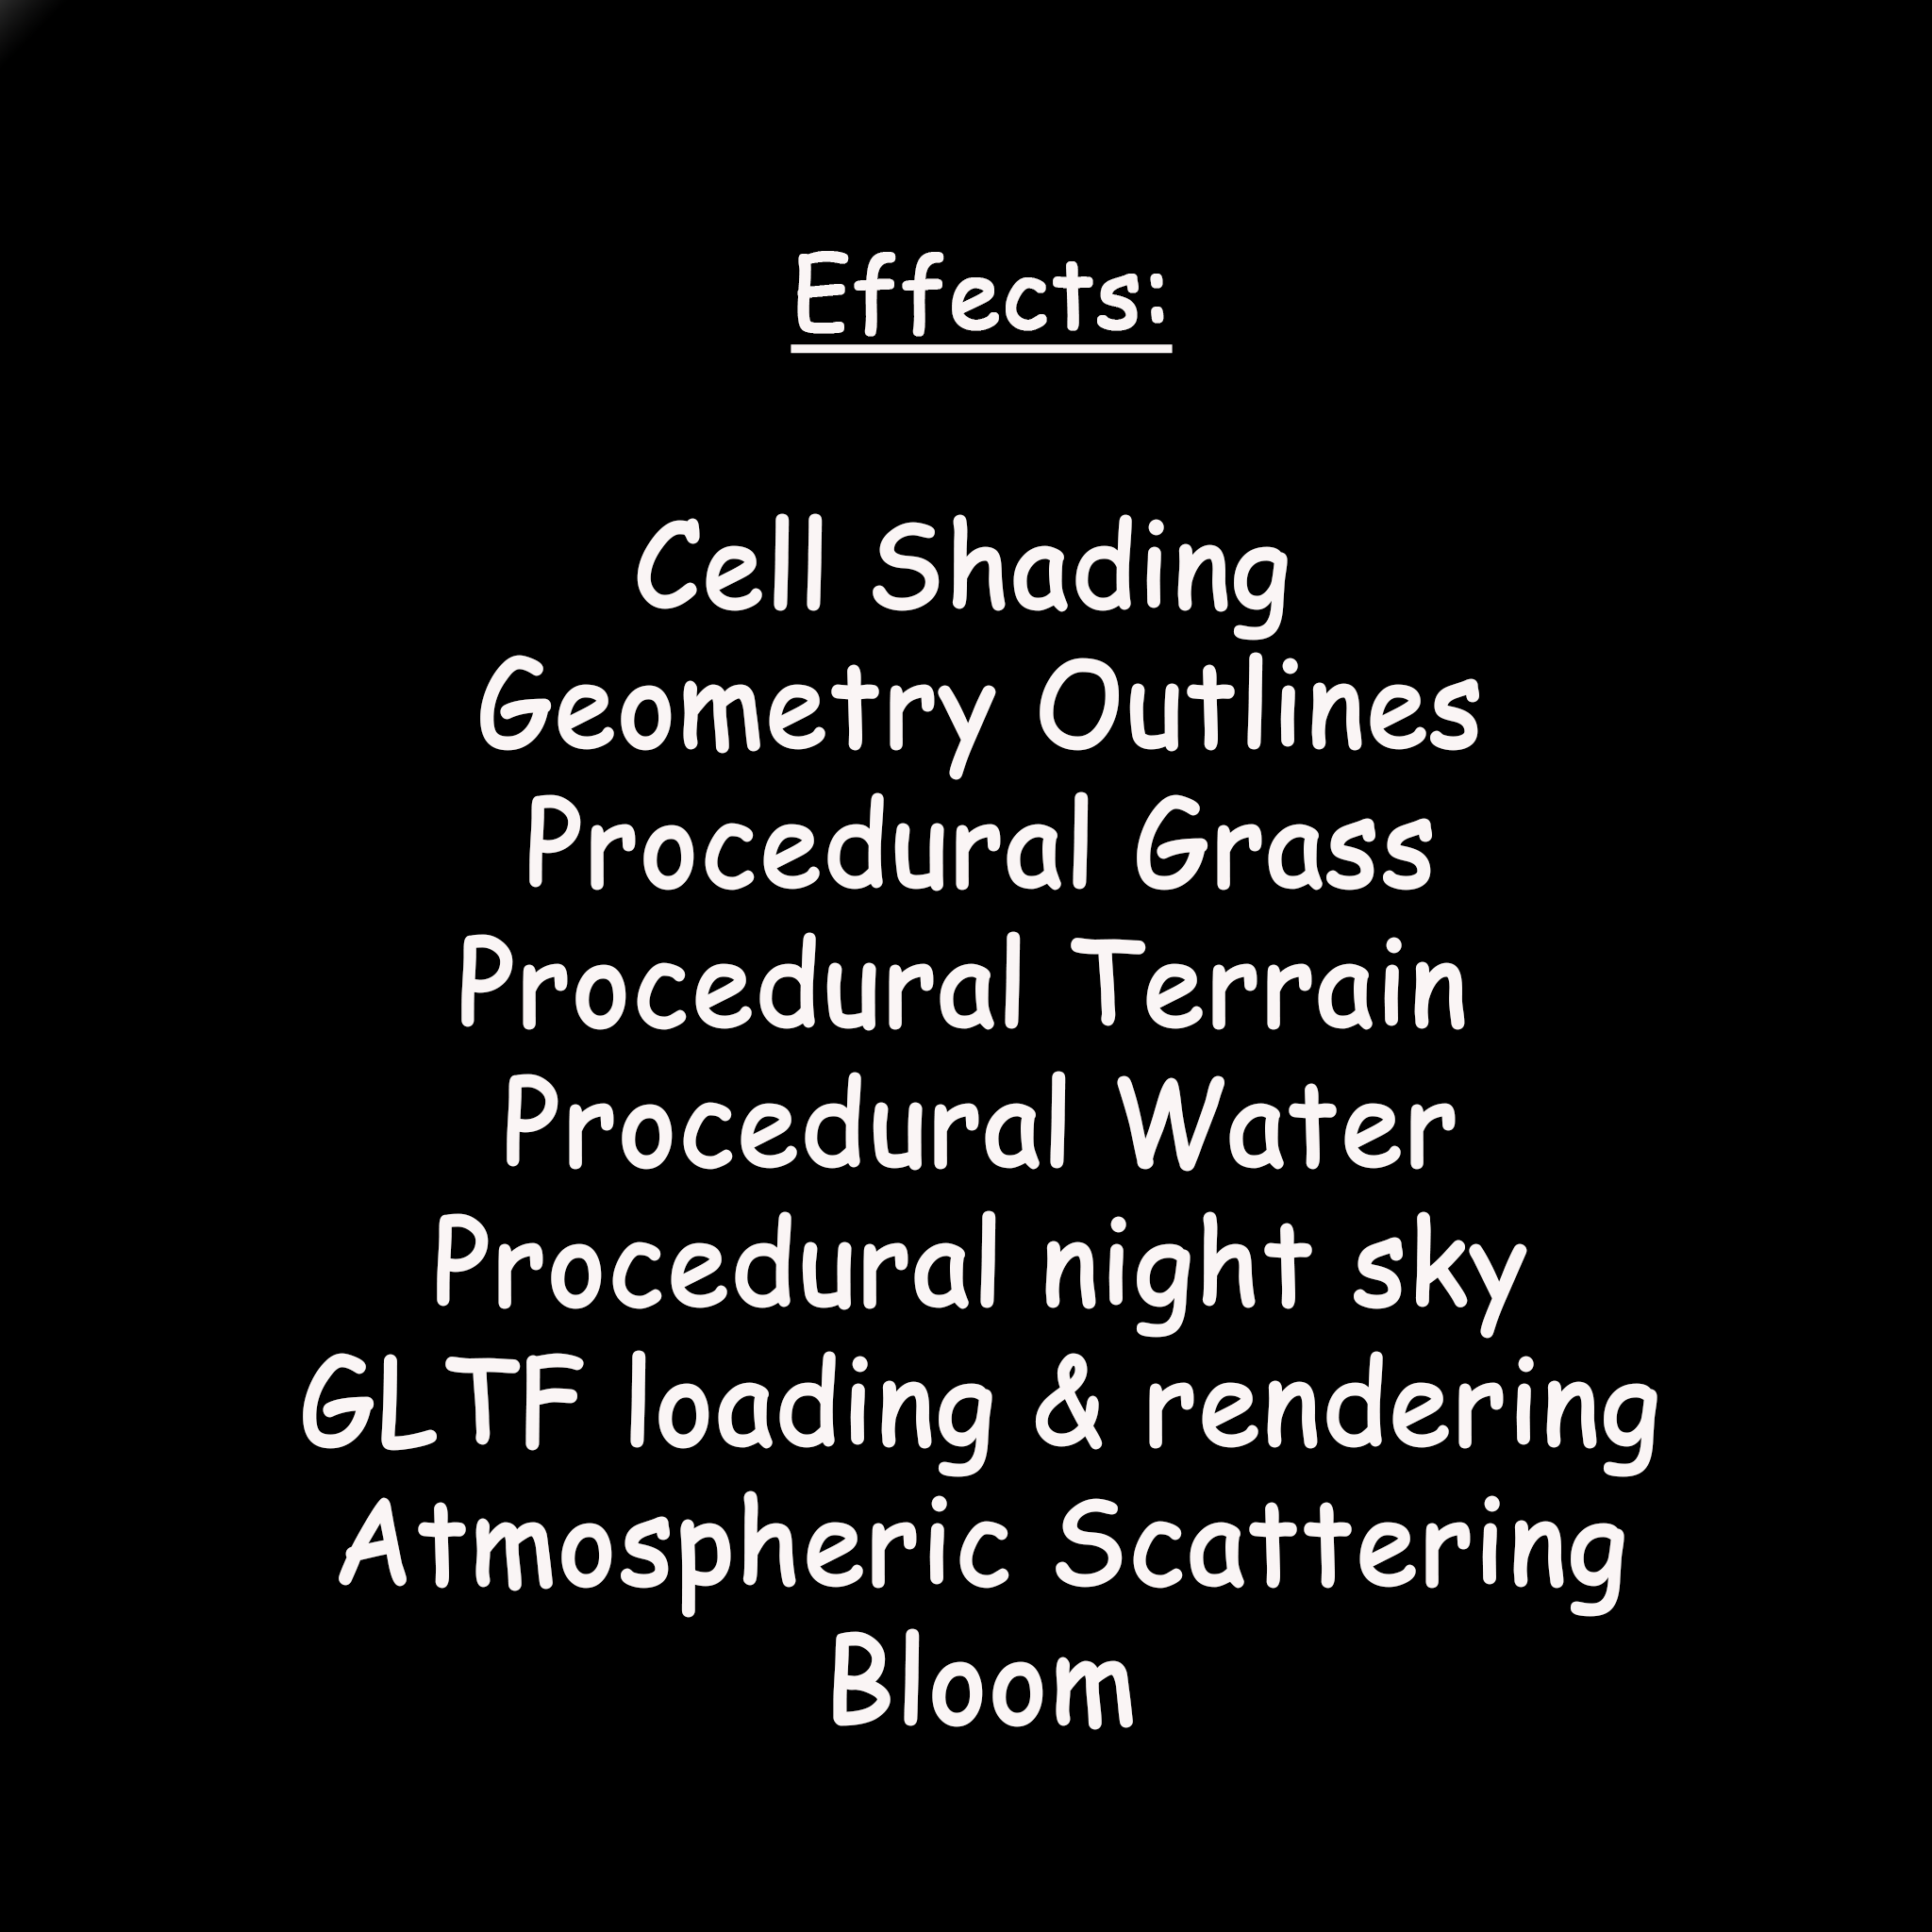 Effects:
Cell Shading
Geometry Outlines
Procedural Grass
Procedural Terrain
Procedural Water
Procedural night sky
GLTF loading & rendering
Atmospheric Scattering
Bloom